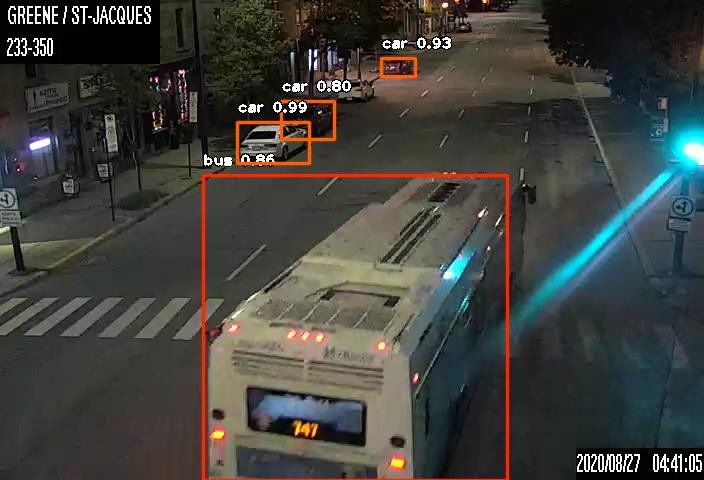 GREENE / ST-JACQUES
233-350
car 0.93
car 0.80
car 0.99
bus 0.86
747
2020/08/27 04:41:05